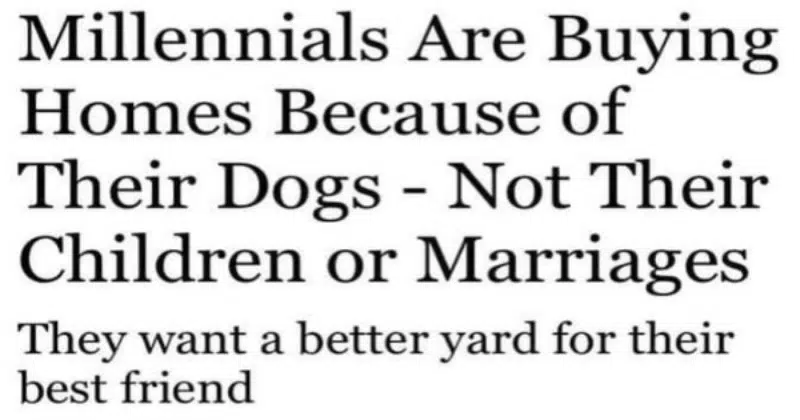 Millennials Are Buying
Homes Because of
Their Dogs - Not Their
Children or Marriages
They want a better yard for their
best friend